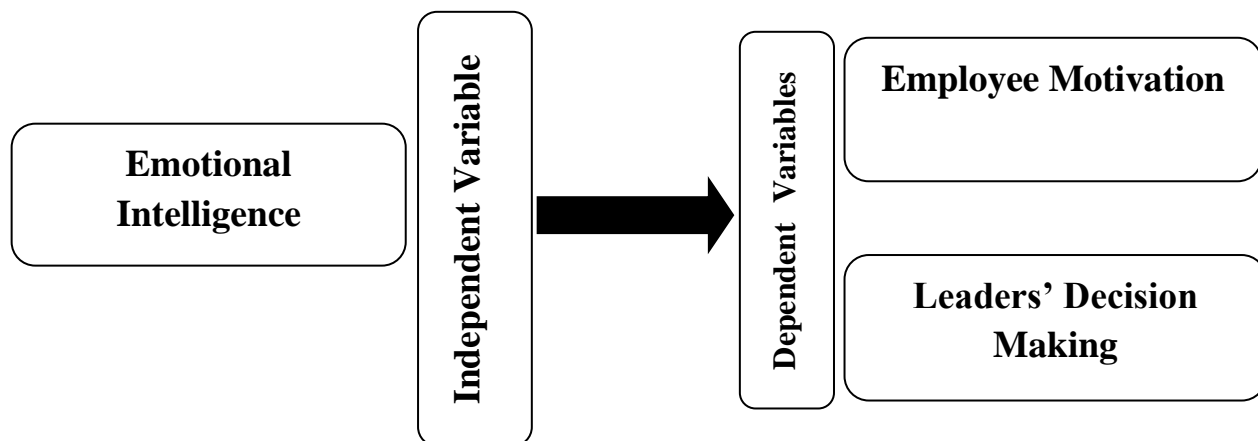 Emotional
Intelligence
Independent Variable
Dependent Variables
Employee Motivation
Leaders’ Decision
Making